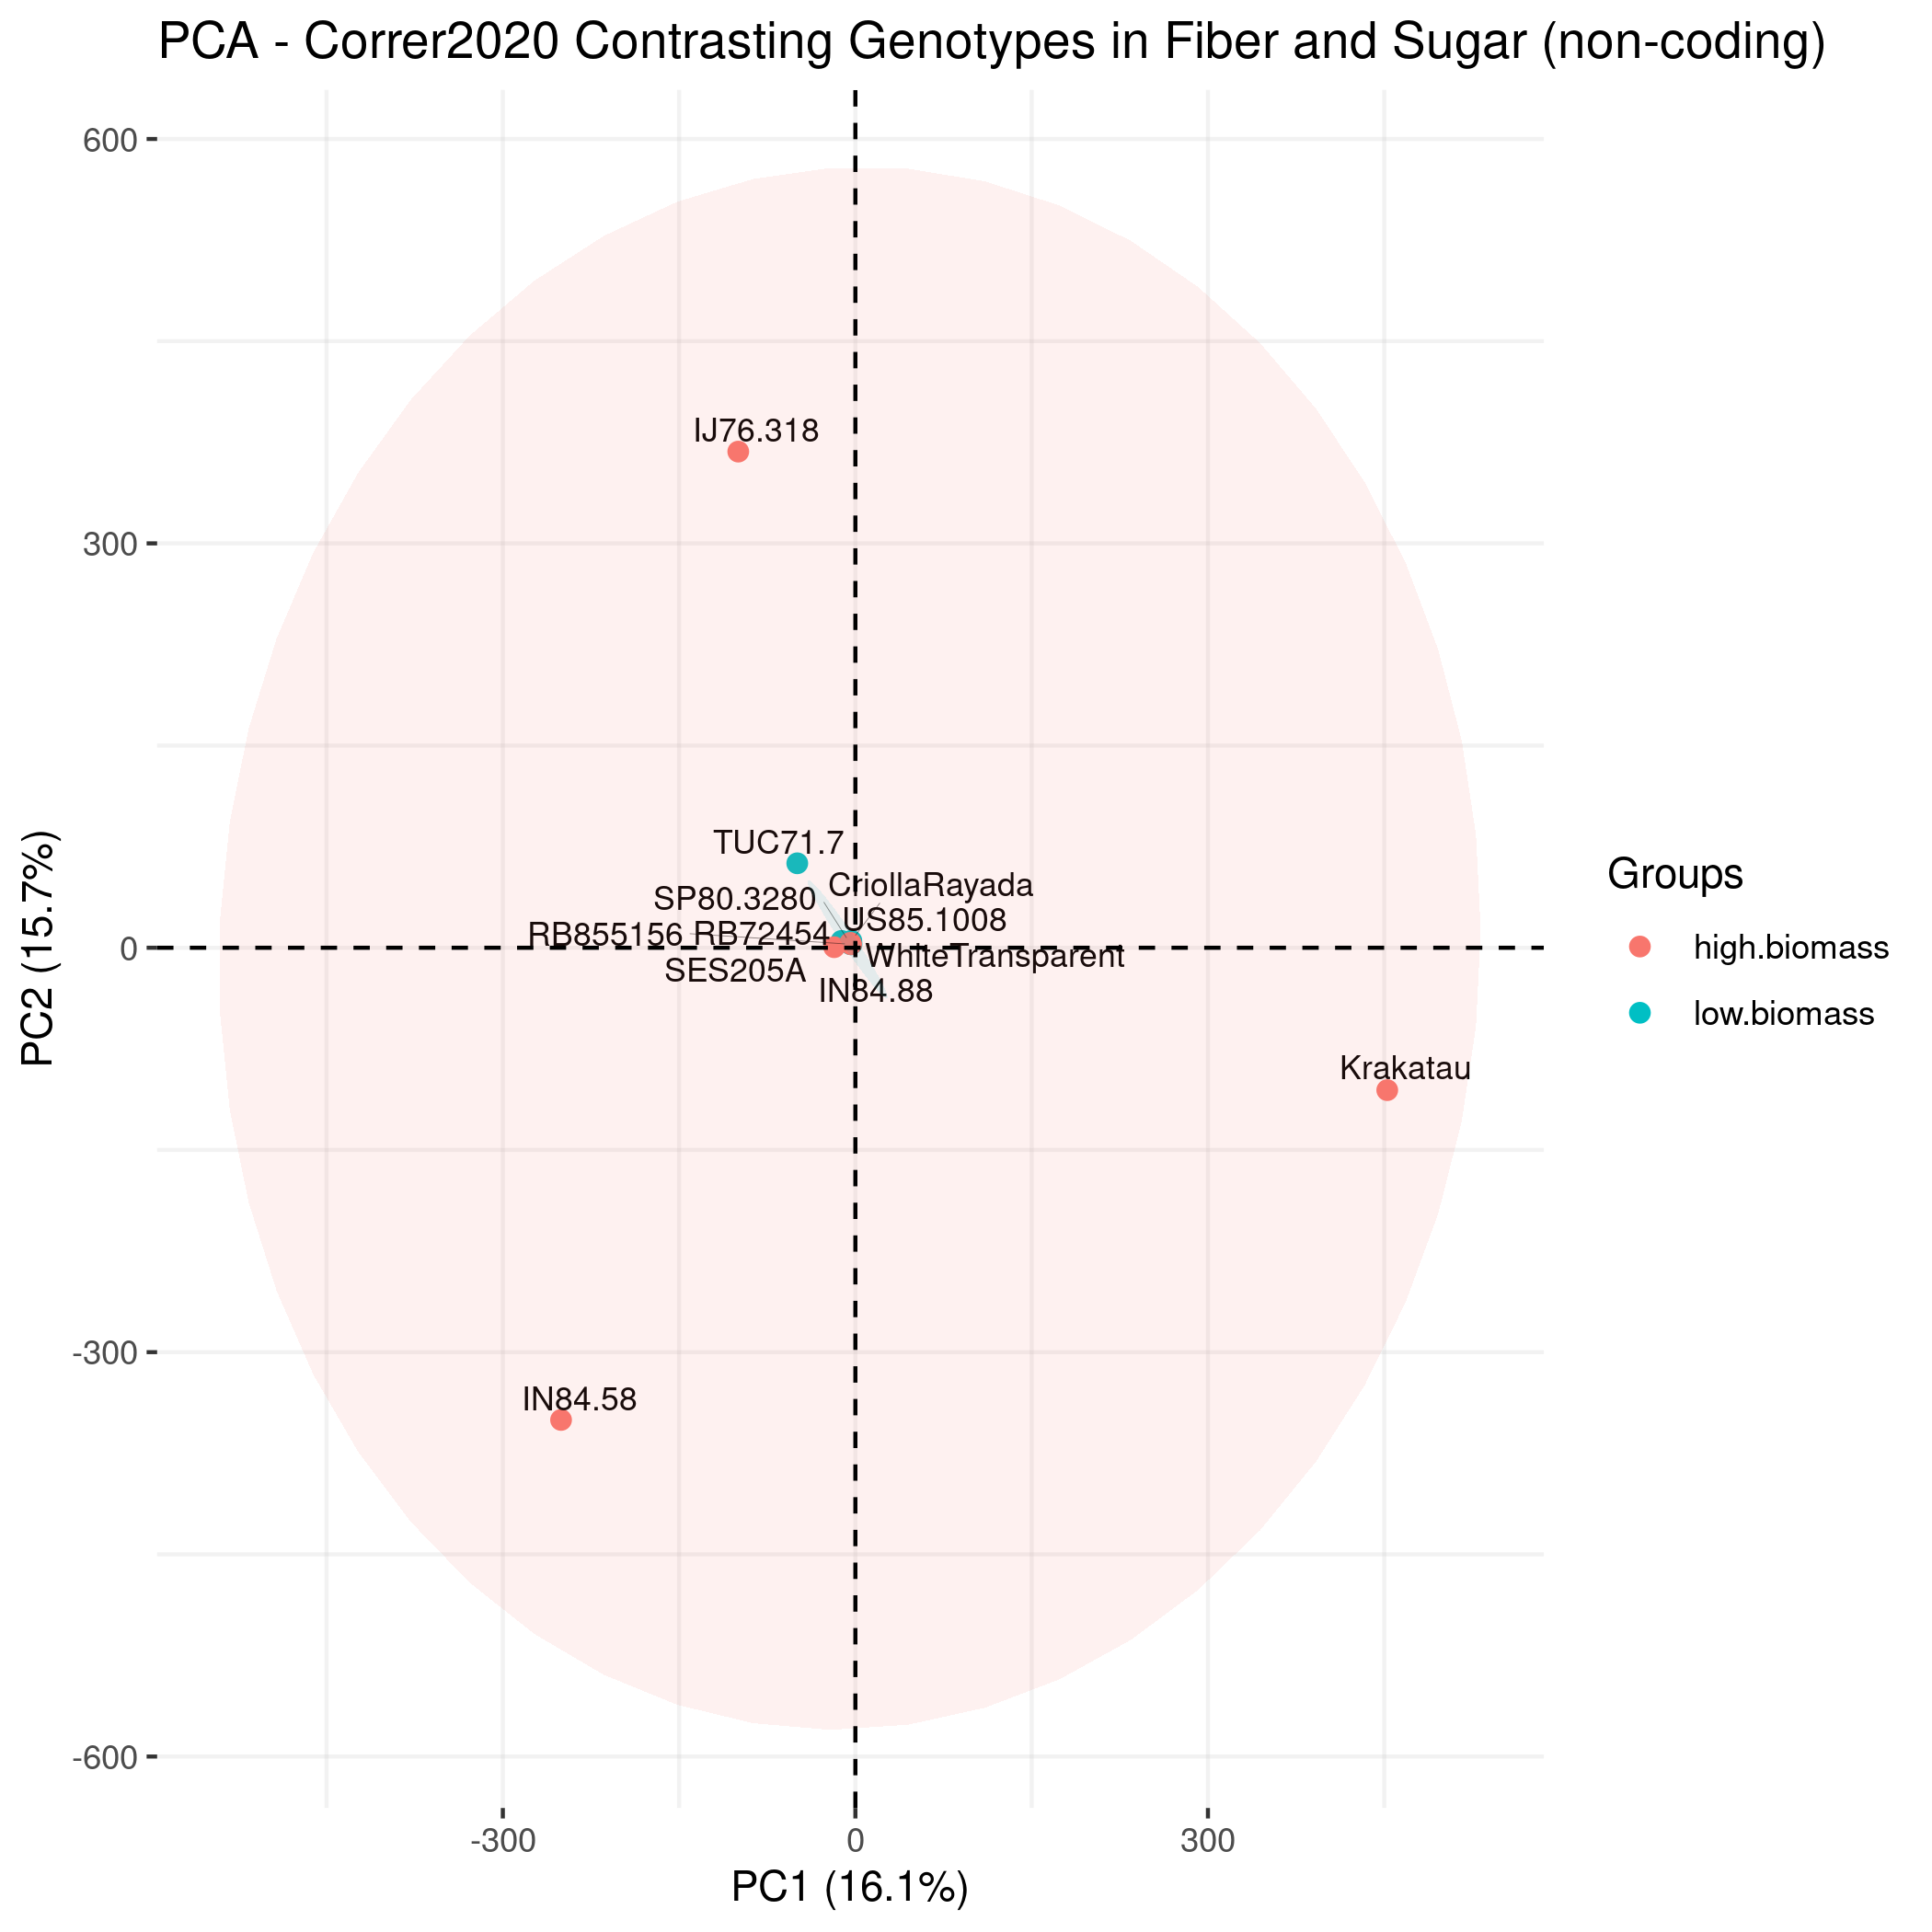 PCA - Correr2020 Contrasting Genotypes in Fiber and Sugar (non-coding)
600
300
0
-300
-600
PC2 (15.7%)
IJ76.318
TUC71.7
CriollaRayada
SP80.3280
US85.1008
RB855156
RB72454
WhiteTransparent
SES205A
IN84.88
Krakatau
IN84.58
Groups
high.biomass
low.biomass
-300
0
300
PC1 (16.1%)